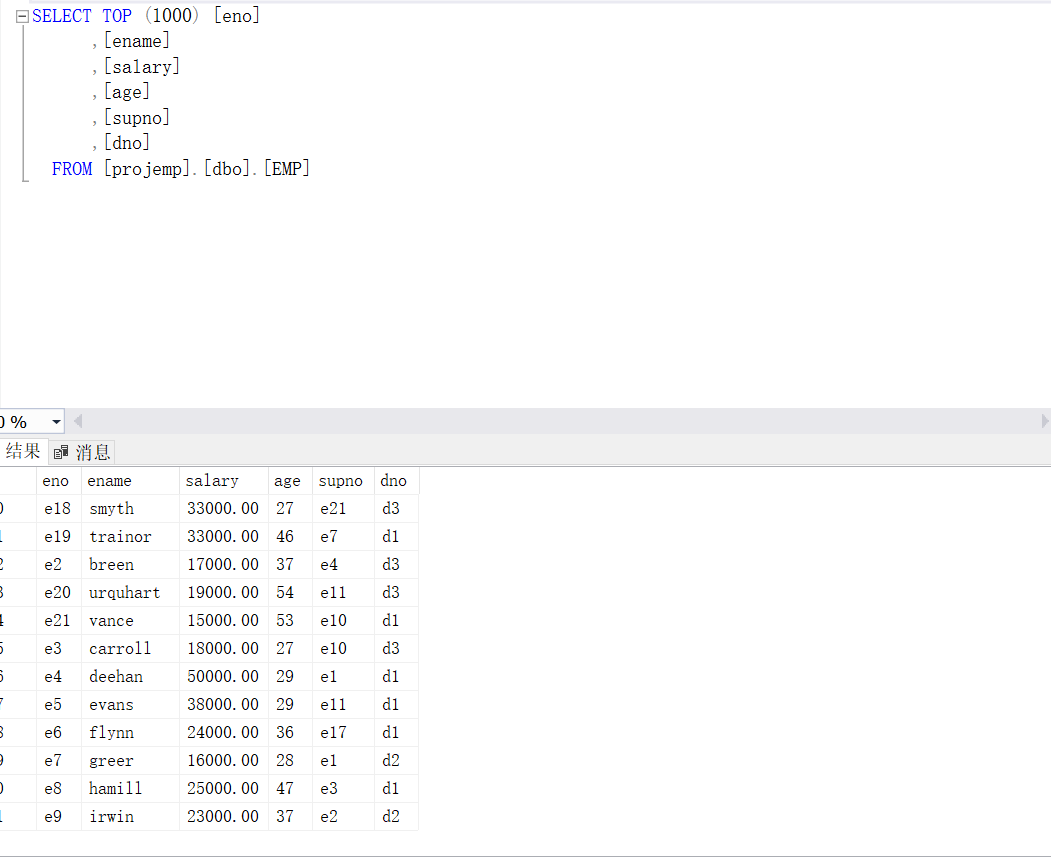 SELECT TOP (1000) [eno]
,[ename]
,[salary]
,[age]
,[supno]
,[dno]
FROM [projemp].[dbo].[EMP]
0 %
结果 消息
eno ename salary age supno dno
0 e18 smyth 33000.00 27 e21 d3
1 e19 trainor 33000.00 46 e7 d1
2 e2 breen 17000.00 37 e4 d3
3 e20 urquhart 19000.00 54 e11 d3
4 e21 vance 15000.00 53 e10 d1
5 e3 carroll 18000.00 27 e10 d3
6 e4 deehan 50000.00 29 e1 d1
7 e5 evans 38000.00 29 e11 d1
8 e6 flynn 24000.00 36 e17 d1
9 e7 greer 16000.00 28 e1 d2
0 e8 hamill 25000.00 47 e3 d1
1 e9 irwin 23000.00 37 e2 d2